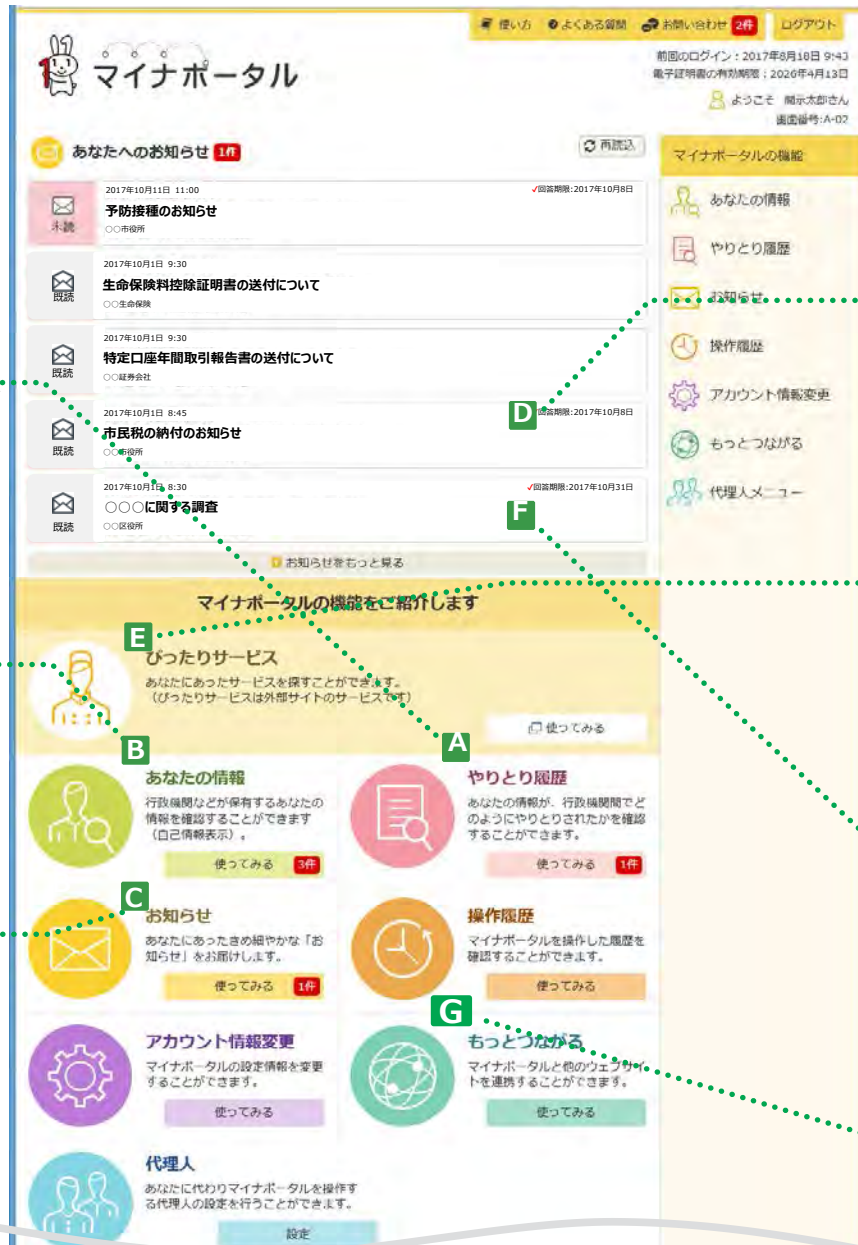 使い方 よくある質問 お問い合わせ 2件 ログアウト
マイナポータル
前回のログイン：2017年8月18日 9:43
電子証明書の有効期限：2026年4月13日
ようこそ 開示太郎さん
画面番号:A-02
あなたへのお知らせ 1件
再読込
未読
2017年10月11日 11:00
✓回答期限:2017年10月8日
予防接種のお知らせ
○○市役所
既読
2017年10月1日 9:30
生命保険料控除証明書の送付について
○○生命保険
既読
2017年10月1日 9:30
特定口座年間取引報告書の送付について
○○証券会社
既読
2017年10月1日 8:45
回答期限:2017年10月8日
市民税の納付のお知らせ
○○市役所
既読
2017年10月1日 8:30
✓回答期限:2017年10月31日
○○○に関する調査
○○区役所
お知らせをもっと見る
マイナポータルの機能
あなたの情報
やりとり履歴
お知らせ
操作履歴
アカウント情報変更
もっとつながる
代理人メニュー
D
F
マイナポータルの機能をご紹介します
E
ぴったりサービス
あなたにあったサービスを探すことができます。
（ぴったりサービスは外部サイトのサービスです）
使ってみる
B
あなたの情報
行政機関などが保有するあなたの
情報を確認することができます
（自己情報表示）。
使ってみる 3件
A
やりとり履歴
あなたの情報が、行政機関間でど
のようにやりとりされたかを確認
することができます。
使ってみる 1件
C
お知らせ
あなたにあったきめ細やかな「お
知らせ」をお届けします。
使ってみる 1件
操作履歴
マイナポータルを操作した履歴を
確認することができます。
使ってみる
アカウント情報変更
マイナポータルの設定情報を変更
することができます。
使ってみる
G
もっとつながる
マイナポータルと他のウェブサイ
トを連携することができます。
使ってみる
代理人
あなたに代わりマイナポータルを操作す
る代理人の設定を行うことができます。
設定